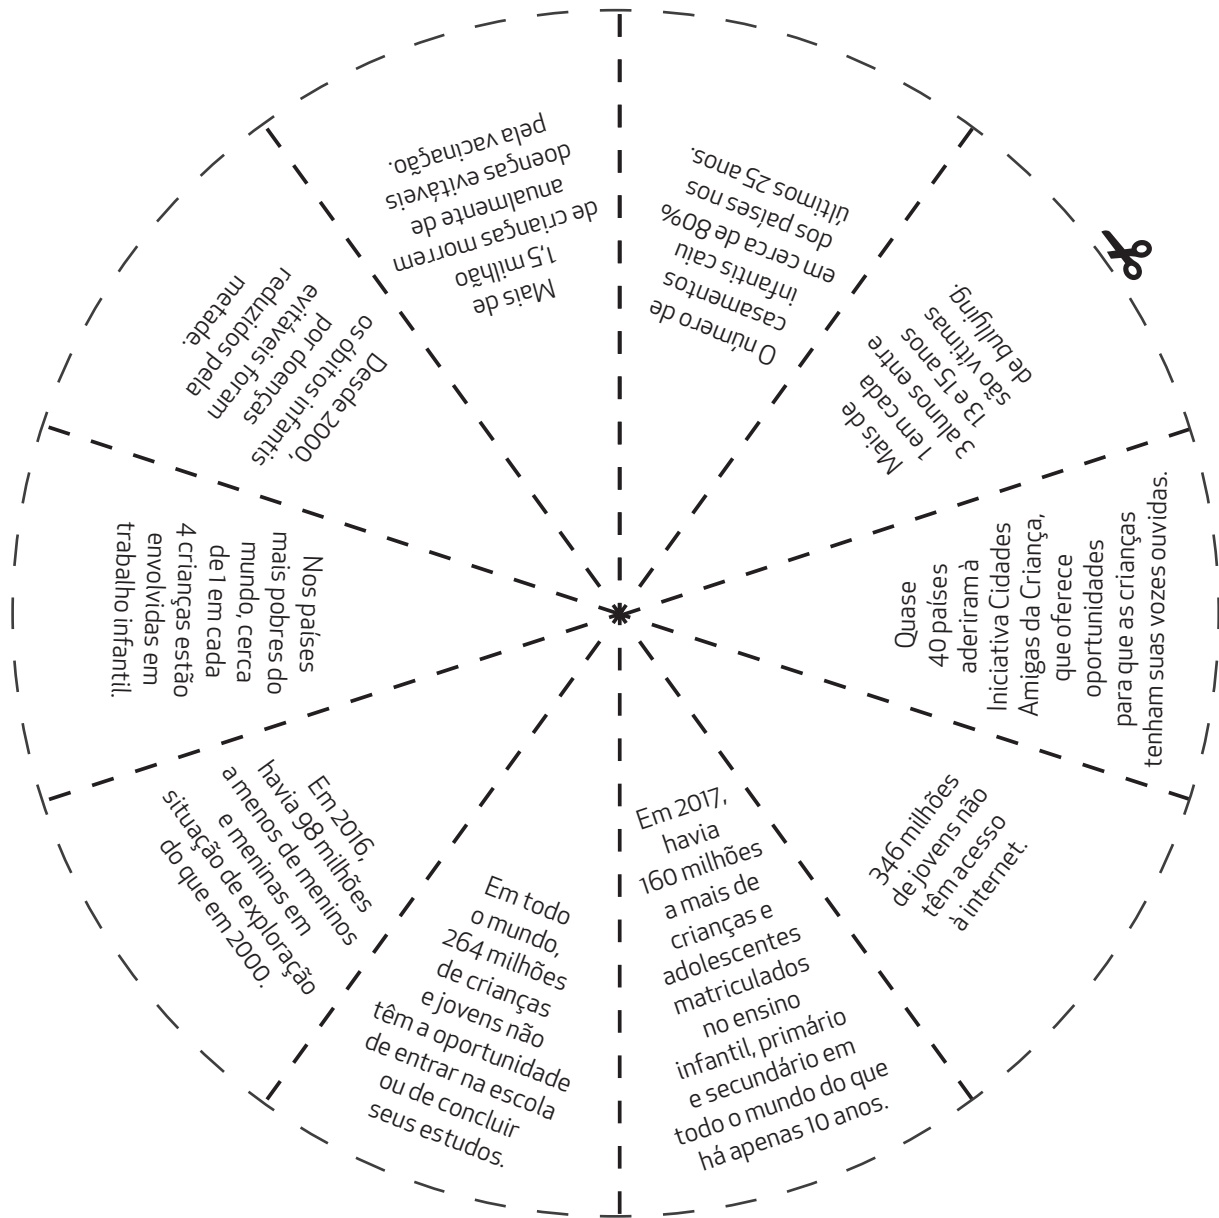 O número de
casamentos
infantis caiu
em cerca de 80%
dos países nos
últimos 25 anos.
Mais de
1 em cada
3 alunos entre
13 e 15 anos
são vítimas
de bullying.
Quase
40 países
aderiram à
Iniciativa Cidades
Amigas da Criança,
que oferece
oportunidades
para que as crianças
tenham suas vozes ouvidas.
346 milhões
de jovens não
têm acesso
à internet.
Em 2017,
havia
160 milhões
a mais de
crianças e
adolescentes
matriculados
no ensino
infantil, primário
e secundário em
todo o mundo do que
há apenas 10 anos.
Em todo
o mundo,
264 milhões
de crianças
e jovens não
têm a oportunidade
de entrar na escola
ou de concluir
seus estudos.
Em 2016,
havia 98 milhões
a menos de meninos
e meninas em
situação de exploração
do que em 2000.
Nos países
mais pobres do
mundo, cerca
de 1 em cada
4 crianças estão
envolvidas em
trabalho infantil.
Desde 2000,
os óbitos infantis
por doenças
evitáveis foram
reduzidos pela
metade.
Mais de
1,5 milhão
de crianças morrem
anualmente de
doenças evitáveis
pela vacinação.